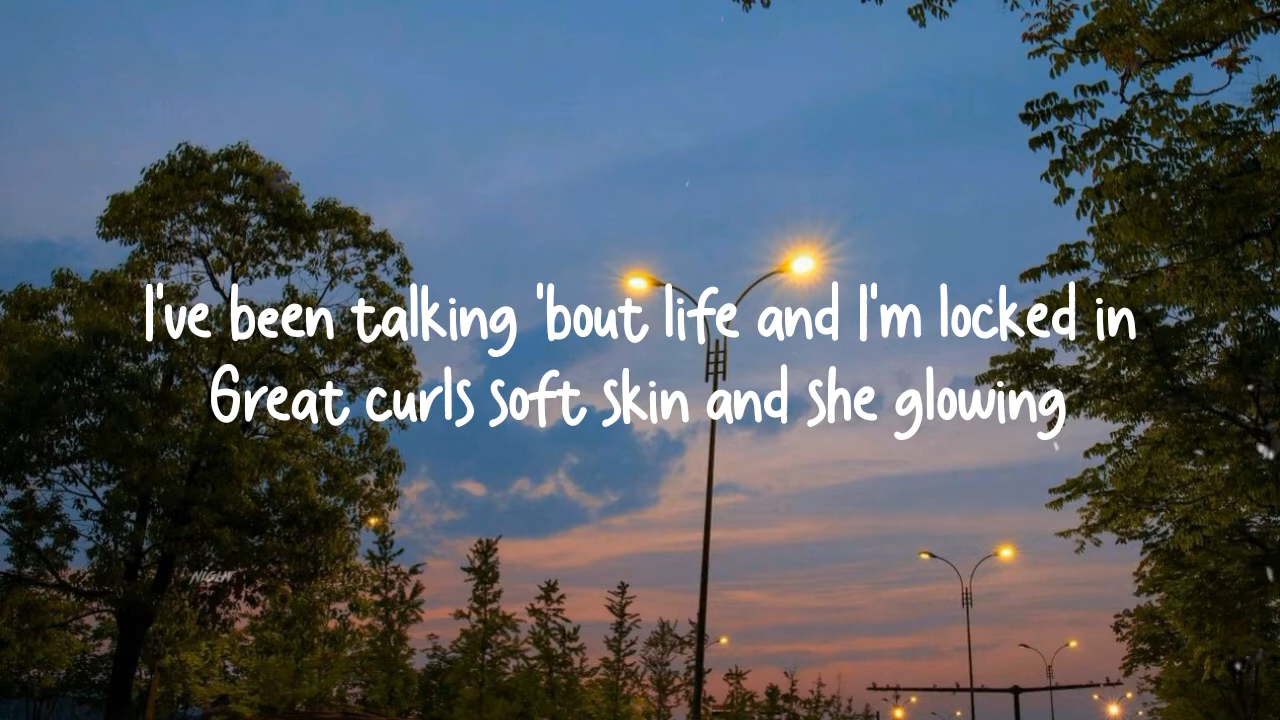 I've been talking 'bout life and I'm locked in
Great curls soft skin and she glowing